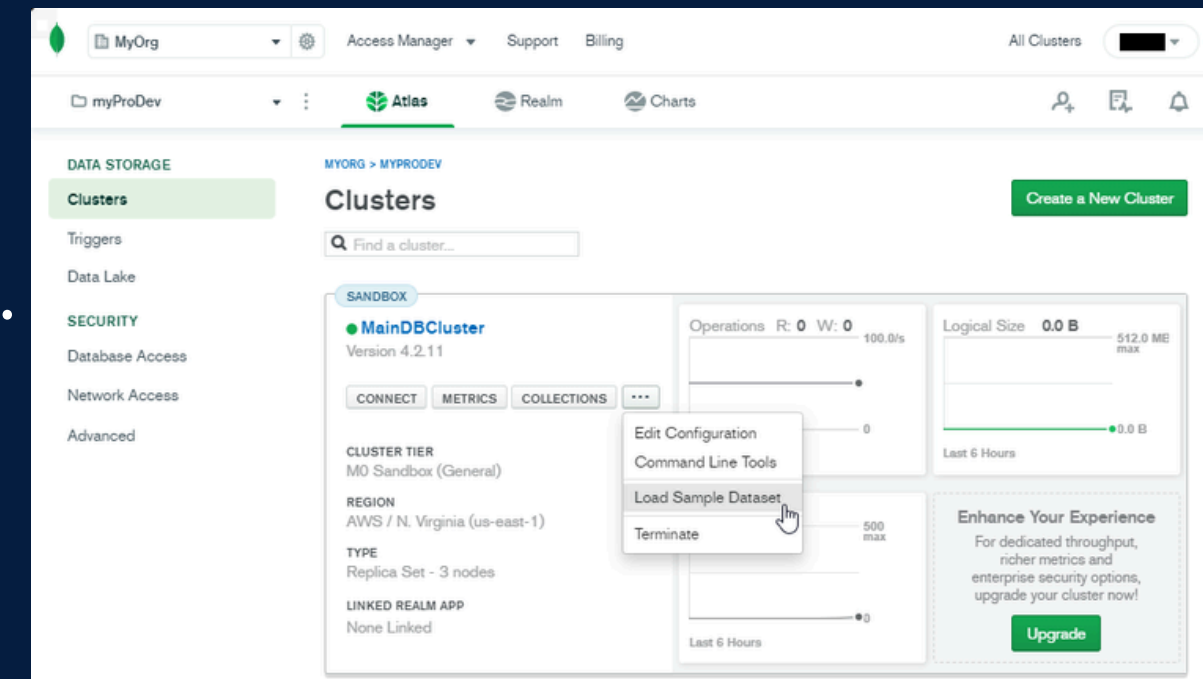 MyOrg
Access Manager
Support
Billing
All Clusters
myProDev
Atlas
Realm
Charts
DATA STORAGE
Clusters
Triggers
Data Lake
SECURITY
Database Access
Network Access
Advanced
MYORG > MYPRODEV
Clusters
Create a New Cluster
Find a cluster...
SANDBOX
MainDBCluster
Version 4.2.11
CONNECT
METRICS
COLLECTIONS
...
Edit Configuration
Command Line Tools
Load Sample Dataset
Terminate
CLUSTER TIER
M0 Sandbox (General)
REGION
AWS / N. Virginia (us-east-1)
TYPE
Replica Set - 3 nodes
LINKED REALM APP
None Linked
Operations R: 0 W: 0
100.0/s
0
Logical Size 0.0 B
512.0 MB
max
0.0 B
Last 6 Hours
500
max
0
Last 6 Hours
Enhance Your Experience
For dedicated throughput,
richer metrics and
enterprise security options,
upgrade your cluster now!
Upgrade